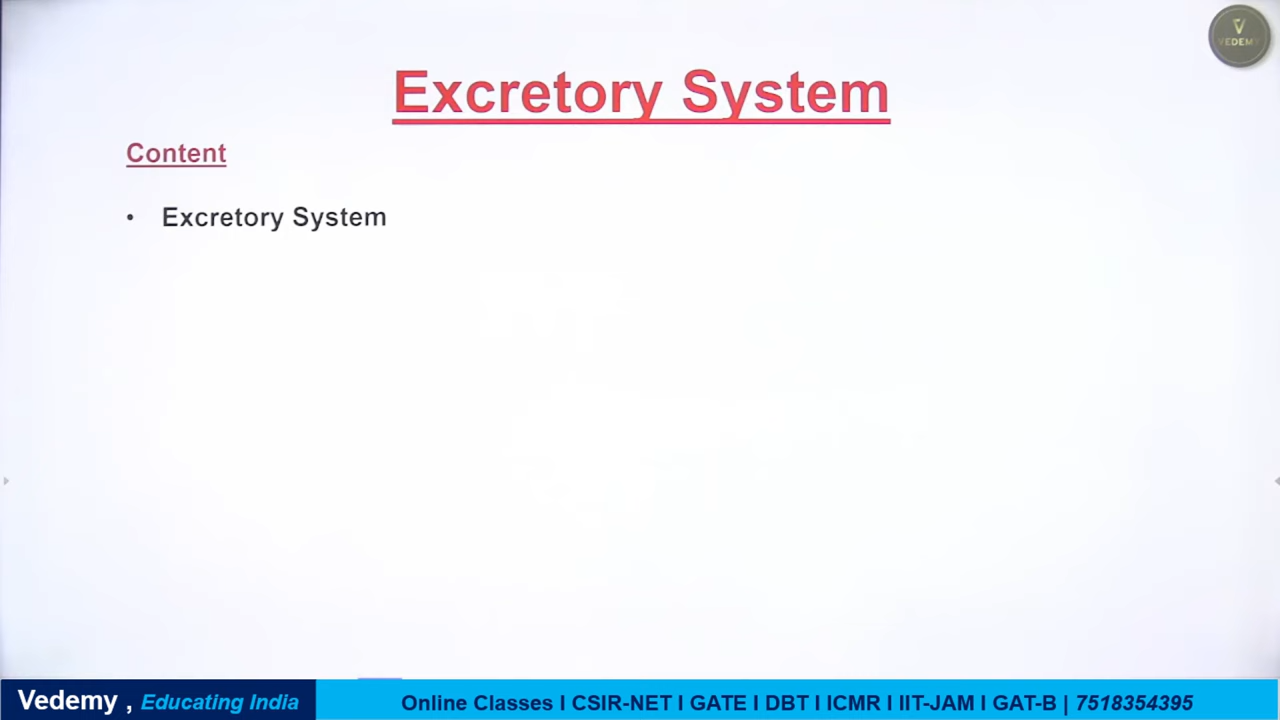 VEDEMY
Excretory System
Content
• Excretory System
Vedemy , Educating India
Online Classes I CSIR-NET I GATE I DBT I ICMR I IIT-JAM I GAT-B | 7518354395